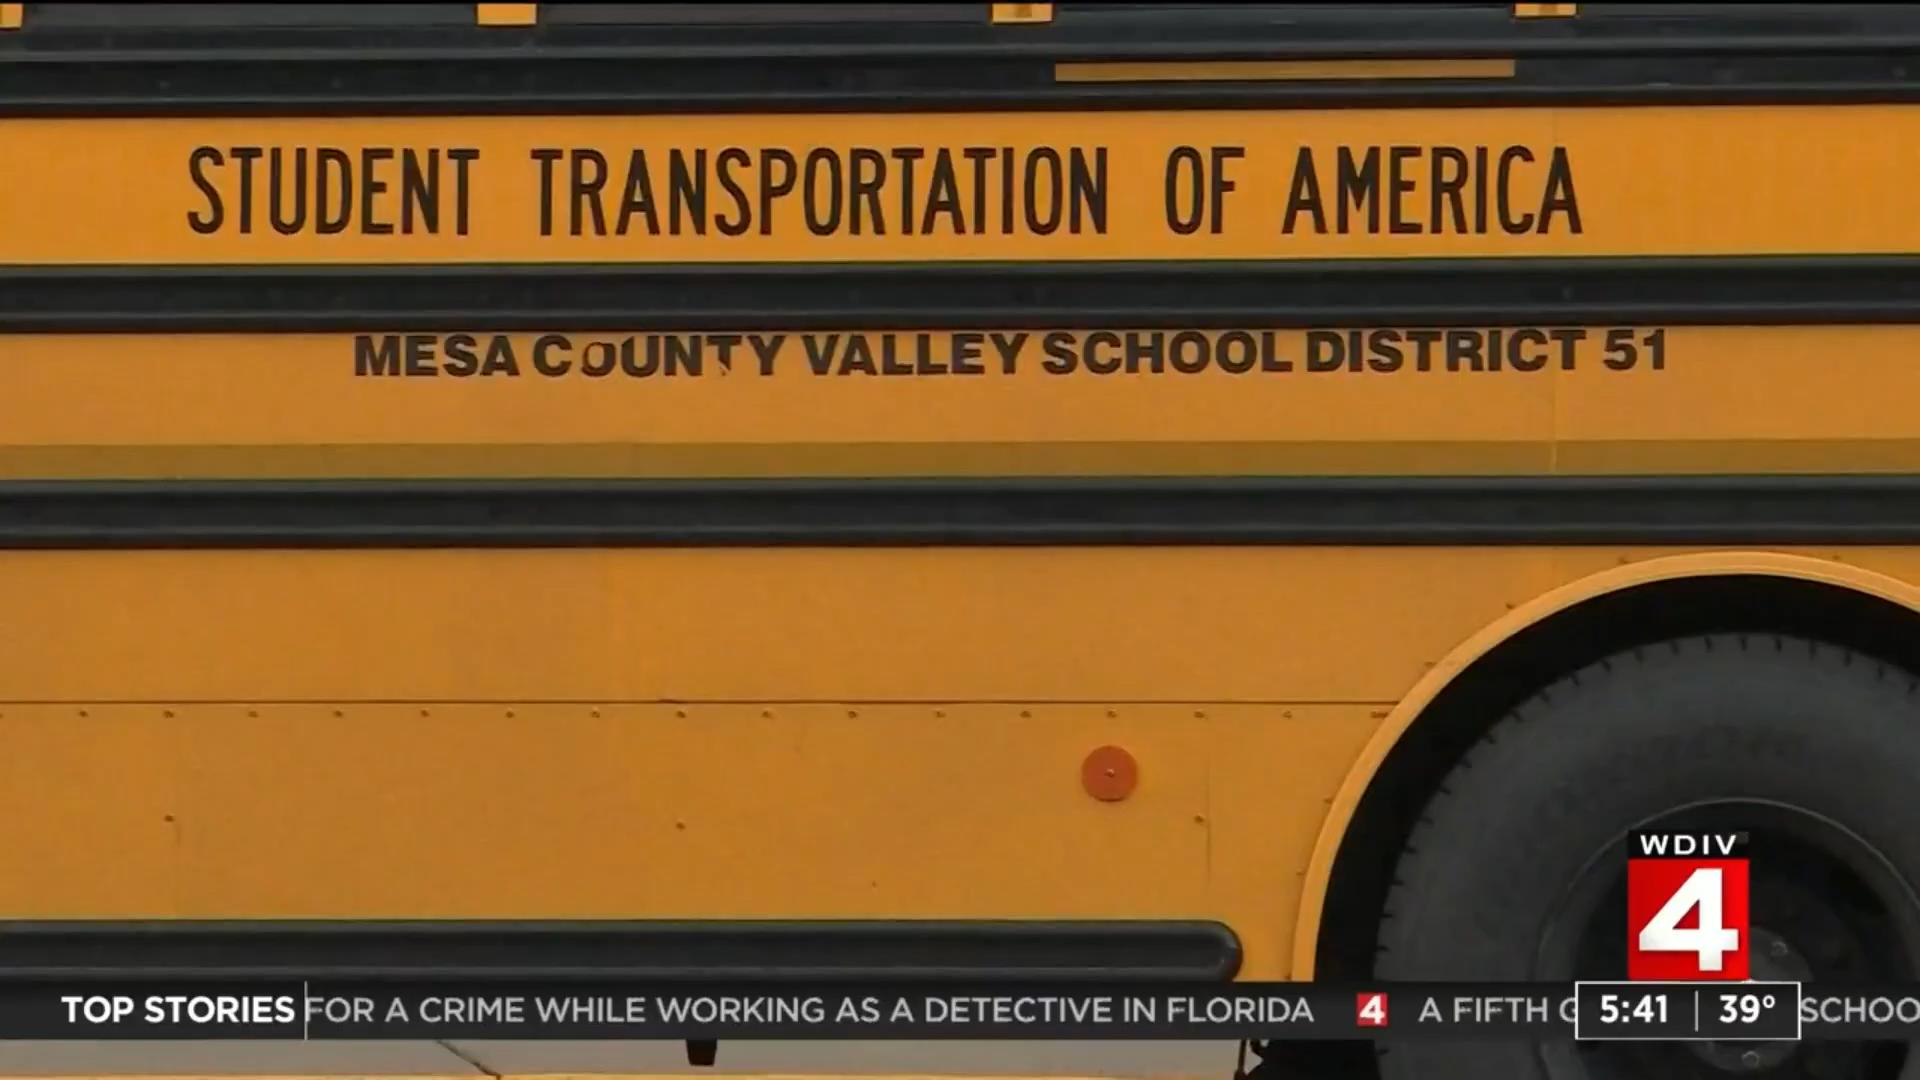 STUDENT TRANSPORTATION OF AMERICA
MESA COUNTY VALLEY SCHOOL DISTRICT 51
WDIV
4
TOP STORIES FOR A CRIME WHILE WORKING AS A DETECTIVE IN FLORIDA 4 A FIFTH 5:41 39°